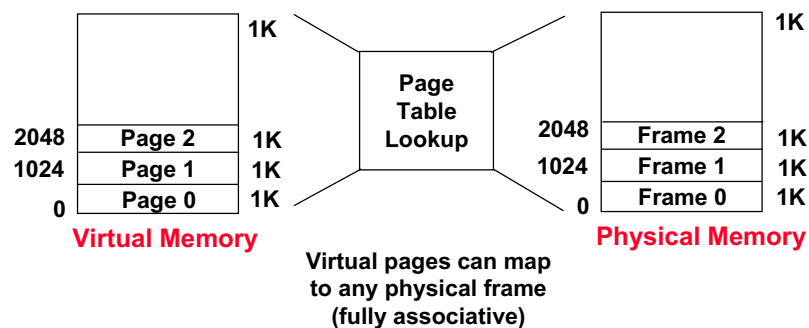 1K
2048
Page 2
1K
1024
Page 1
1K
0
Page 0
1K
Virtual Memory
Page
Table
Lookup
1K
2048
Frame 2
1K
1024
Frame 1
1K
0
Frame 0
1K
Physical Memory
Virtual pages can map
to any physical frame
(fully associative)